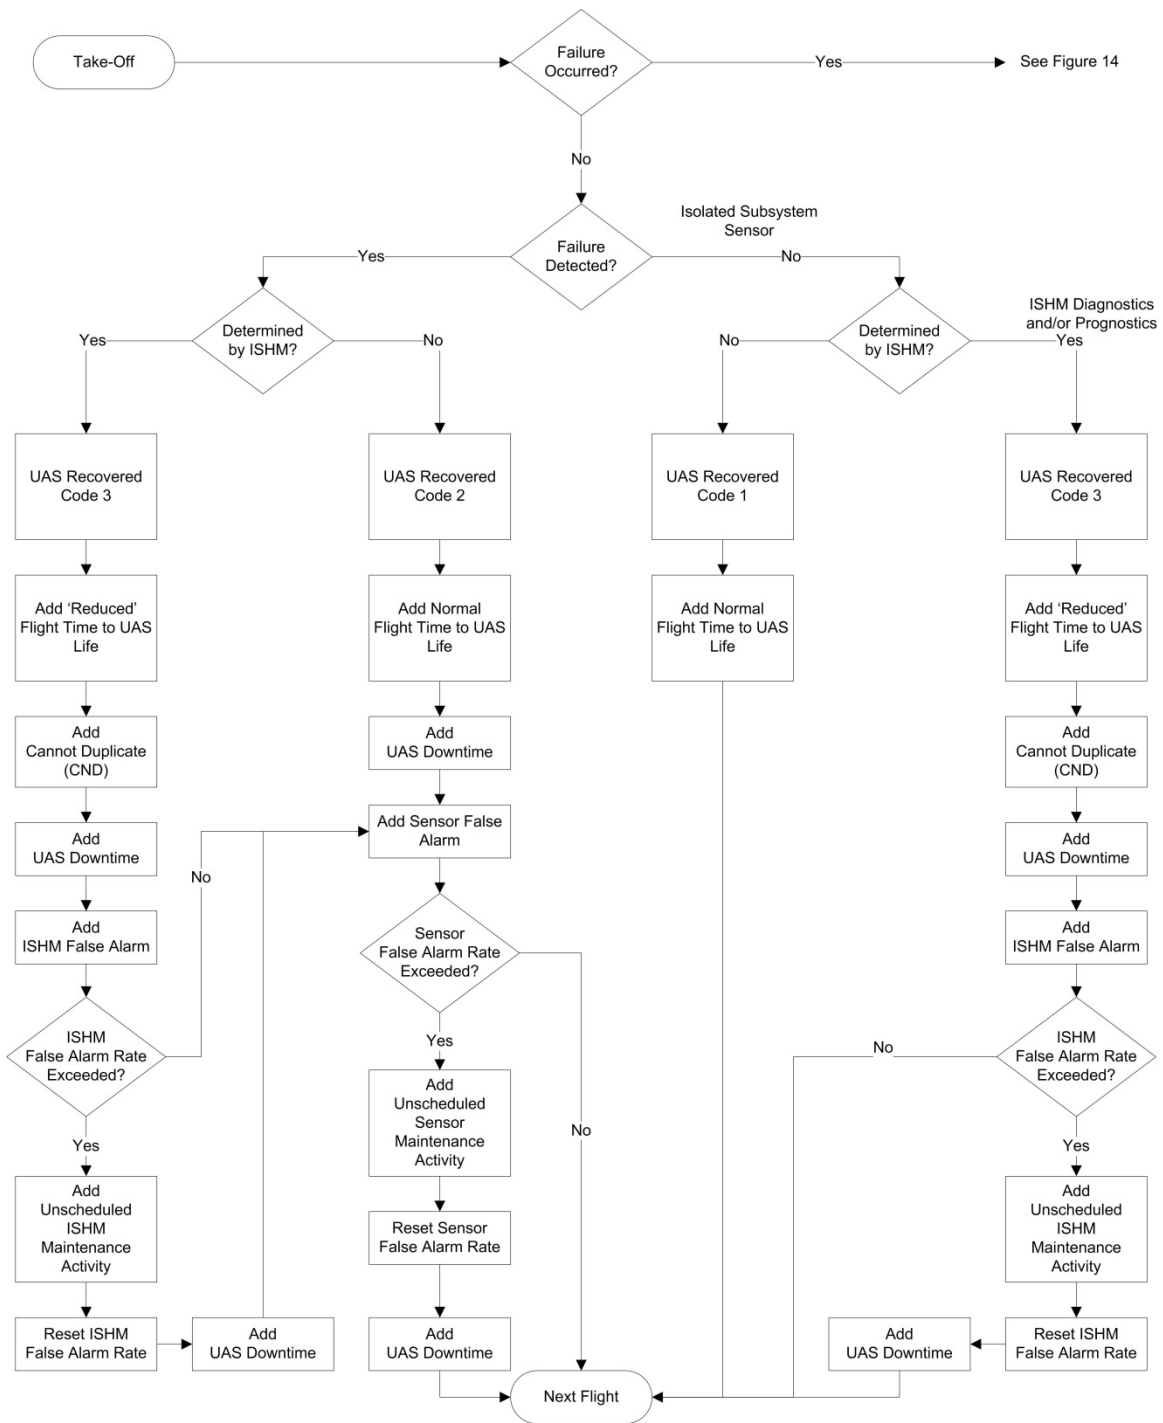 Take-Off
Failure
Occurred?
Yes
See Figure 14
No
Isolated Subsystem
Sensor
Failure
Detected?
Yes
No
Determined
by ISHM?
Yes
No
Determined
by ISHM?
No
ISHM Diagnostics
and/or Prognostics
Yes
UAS Recovered
Code 3
UAS Recovered
Code 2
UAS Recovered
Code 1
UAS Recovered
Code 3
Add ‘Reduced’
Flight Time to UAS
Life
Add Normal
Flight Time to UAS
Life
Add Normal
Flight Time to UAS
Life
Add ‘Reduced’
Flight Time to UAS
Life
Add
Cannot Duplicate
(CND)
Add
UAS Downtime
Add
Cannot Duplicate
(CND)
Add
UAS Downtime
Add Sensor False
Alarm
Add
UAS Downtime
No
Add
ISHM False Alarm
Sensor
False Alarm Rate
Exceeded?
Add
ISHM False Alarm
ISHM
False Alarm Rate
Exceeded?
Yes
No
ISHM
False Alarm Rate
Exceeded?
Yes
Add
Unscheduled
Sensor
Maintenance
Activity
No
Yes
Add
Unscheduled
ISHM
Maintenance
Activity
Reset Sensor
False Alarm Rate
Add
Unscheduled
ISHM
Maintenance
Activity
Reset ISHM
False Alarm Rate
Add
UAS Downtime
Add
UAS Downtime
Add
UAS Downtime
Reset ISHM
False Alarm Rate
Next Flight